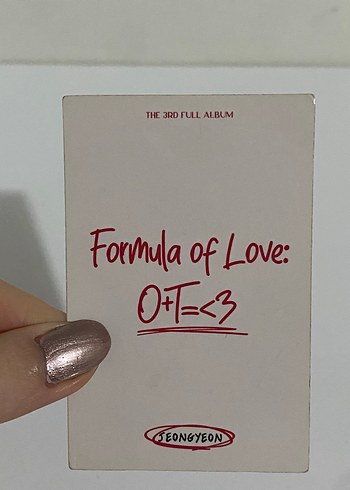 THE 3RD FULL ALBUM
Formula of Love:
O+T=<3
JEONGYEON